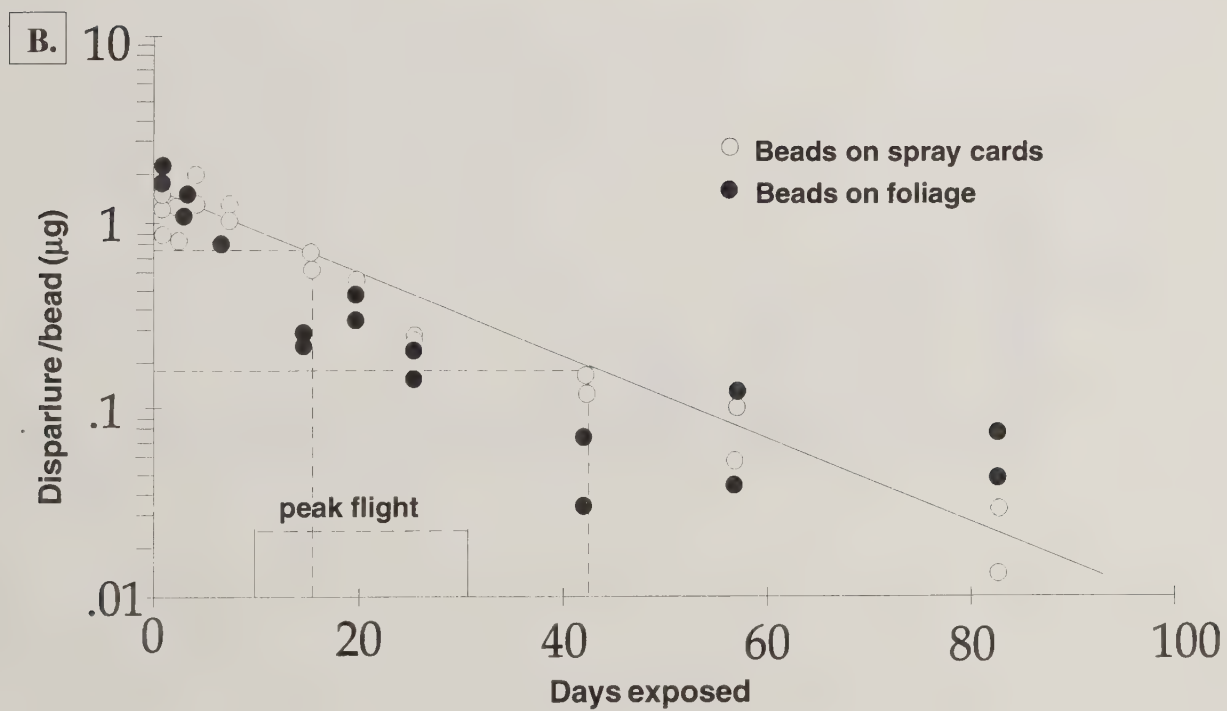 B.
10
1
.1
.01
Disparlure/bead (µg)
Beads on spray cards
Beads on foliage
peak flight
0 20 40 60 80 100
Days exposed